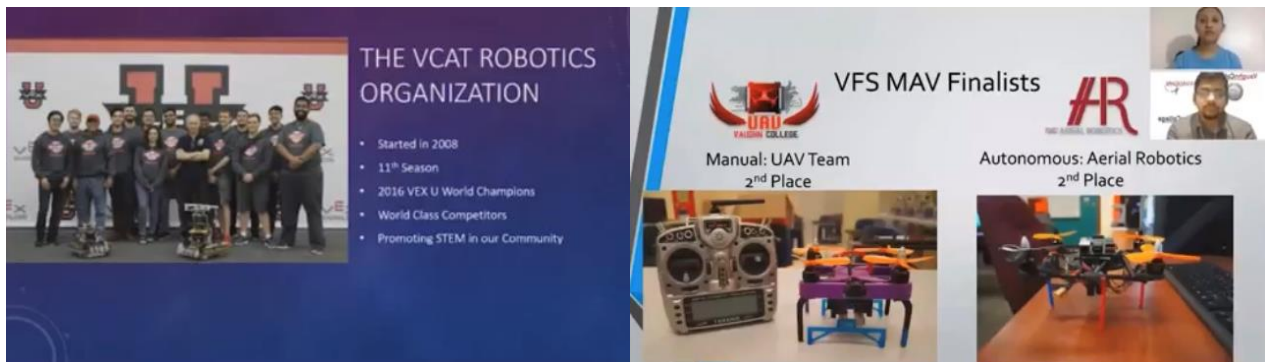 THE VCAT ROBOTICS
ORGANIZATION
• Started in 2008
• 11th Season
• 2016 VEX U World Champions
• World Class Competitors
• Promoting STEM in our Community
VFS MAV Finalists
UAV
VAUGHN COLLEGE
AR
AERIAL ROBOTICS
Manual: UAV Team
2nd Place
Autonomous: Aerial Robotics
2nd Place